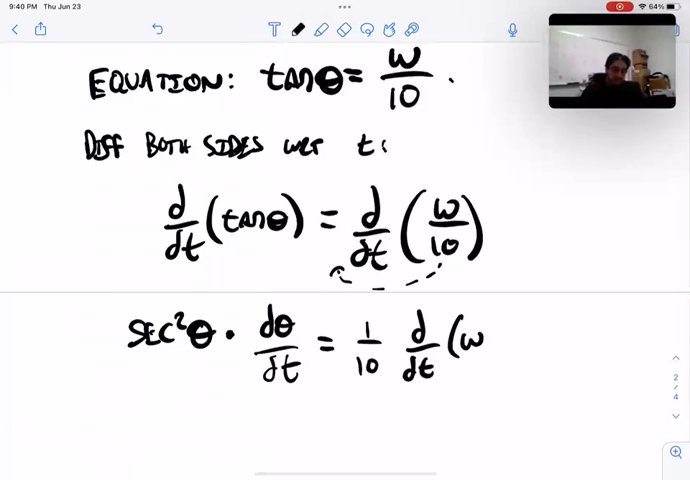 9:40 PM Thu Jun 23
64%
EQUATION: tanθ = w/10 .
DIFF BOTH SIDES WRT t:
d/dt (tanθ) = d/dt (w/10)
SEC²θ · dθ/dt = 1/10 d/dt (w
2/4